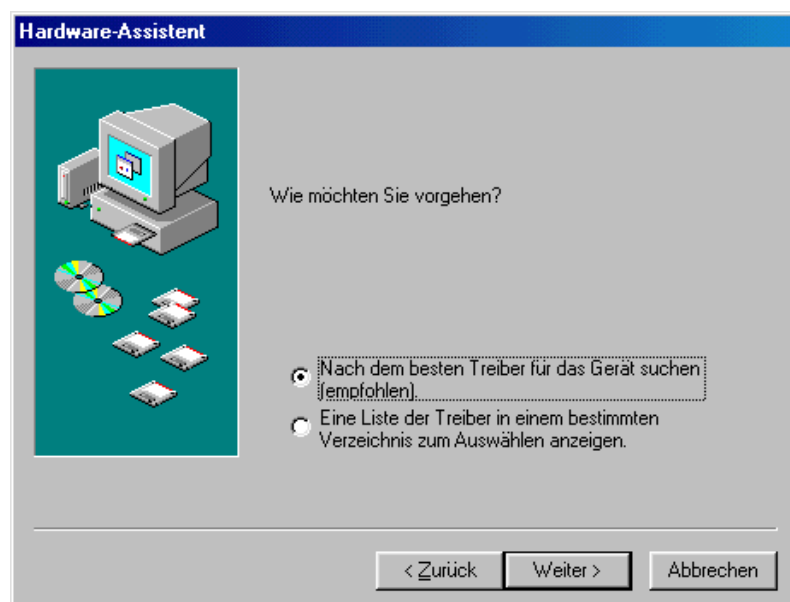 Hardware-Assistent
Wie möchten Sie vorgehen?
Nach dem besten Treiber für das Gerät suchen
(empfohlen).
Eine Liste der Treiber in einem bestimmten
Verzeichnis zum Auswählen anzeigen.
< Zurück Weiter > Abbrechen